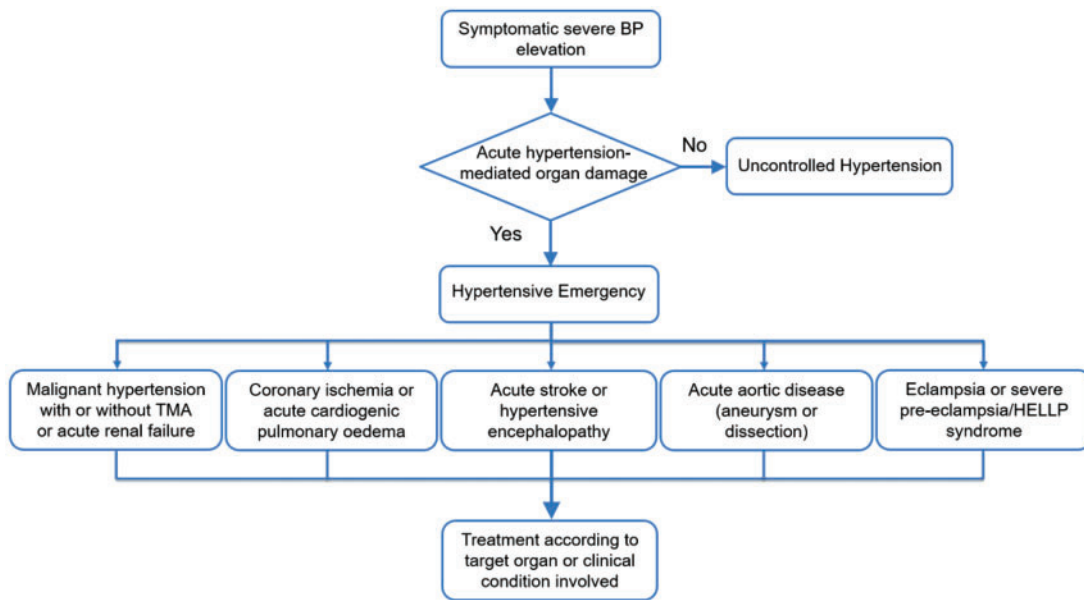 Symptomatic severe BP
elevation
Acute hypertension-
mediated organ damage
No
Uncontrolled Hypertension
Yes
Hypertensive Emergency
Malignant hypertension
with or without TMA
or acute renal failure
Coronary ischemia or
acute cardiogenic
pulmonary oedema
Acute stroke or
hypertensive
encephalopathy
Acute aortic disease
(aneurysm or
dissection)
Eclampsia or severe
pre-eclampsia/HELLP
syndrome
Treatment according to
target organ or clinical
condition involved